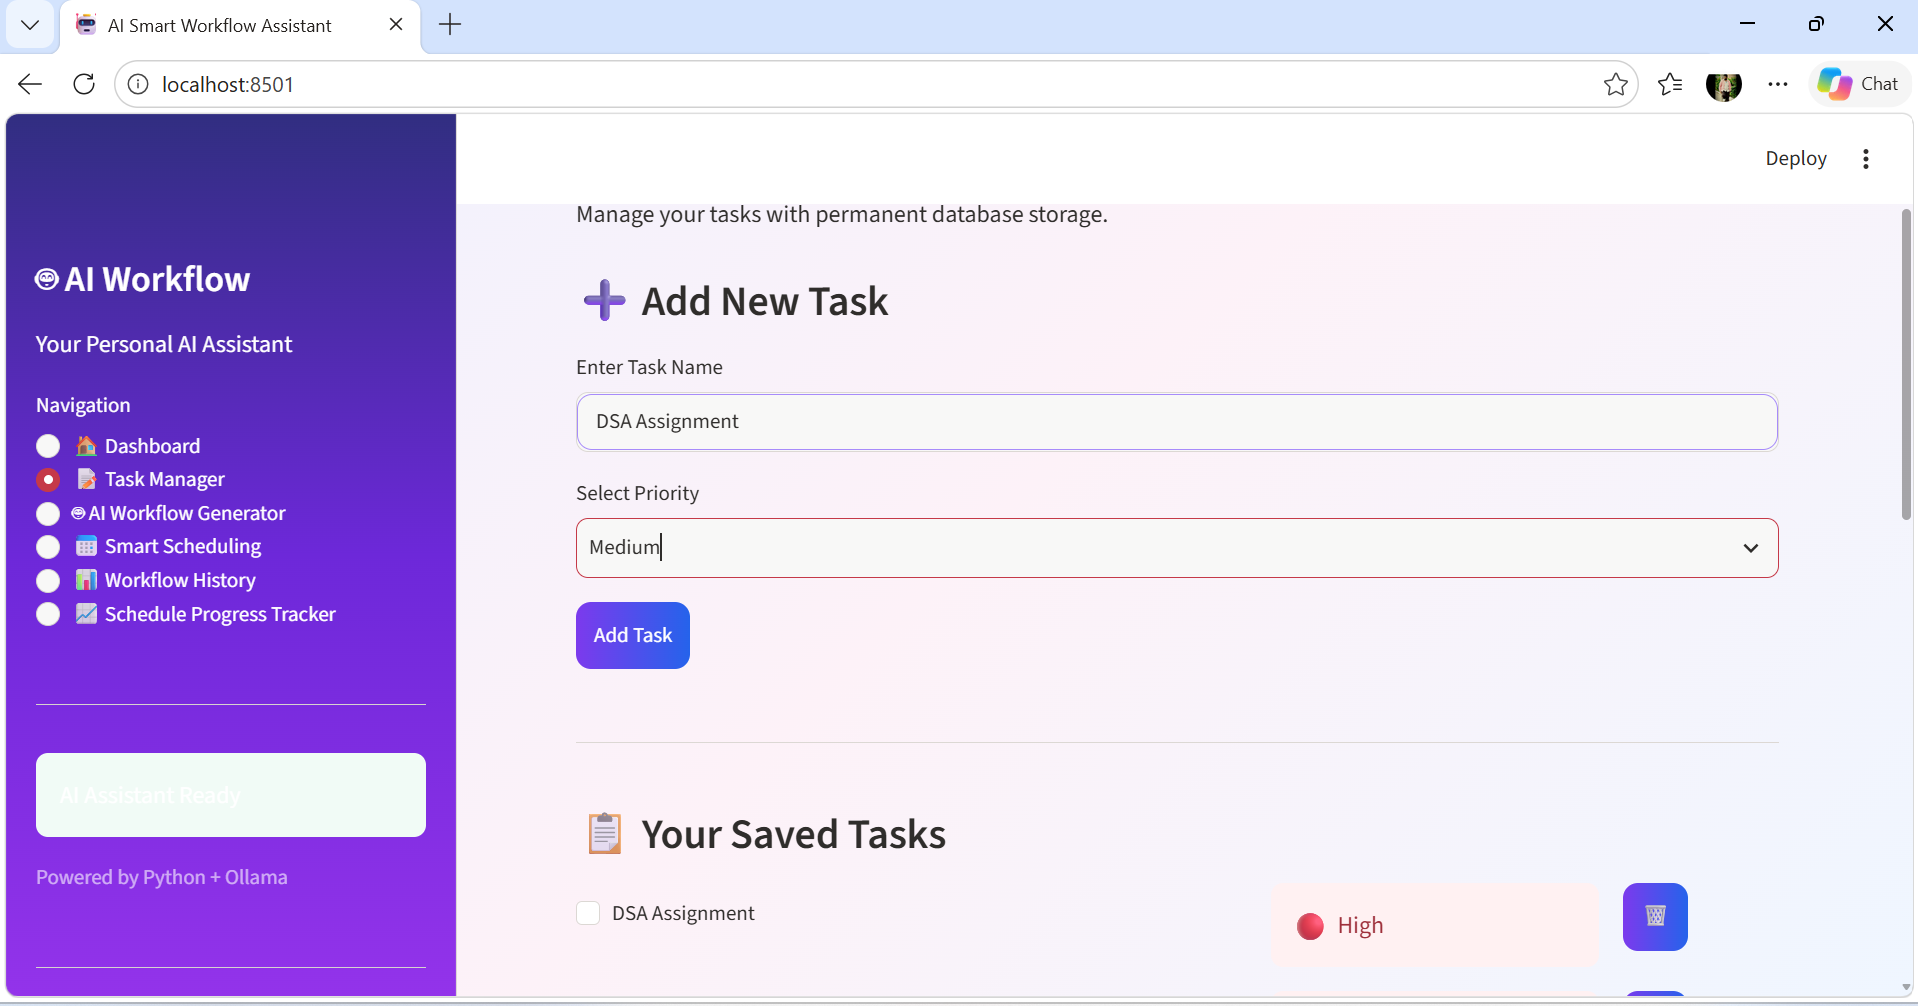 AI Smart Workflow Assistant
localhost:8501
Chat
Deploy
AI Workflow
Your Personal AI Assistant
Navigation
Dashboard
Task Manager
AI Workflow Generator
Smart Scheduling
Workflow History
Schedule Progress Tracker
AI Assistant Ready
Powered by Python + Ollama
Manage your tasks with permanent database storage.
Add New Task
Enter Task Name
DSA Assignment
Select Priority
Medium
Add Task
Your Saved Tasks
DSA Assignment
High